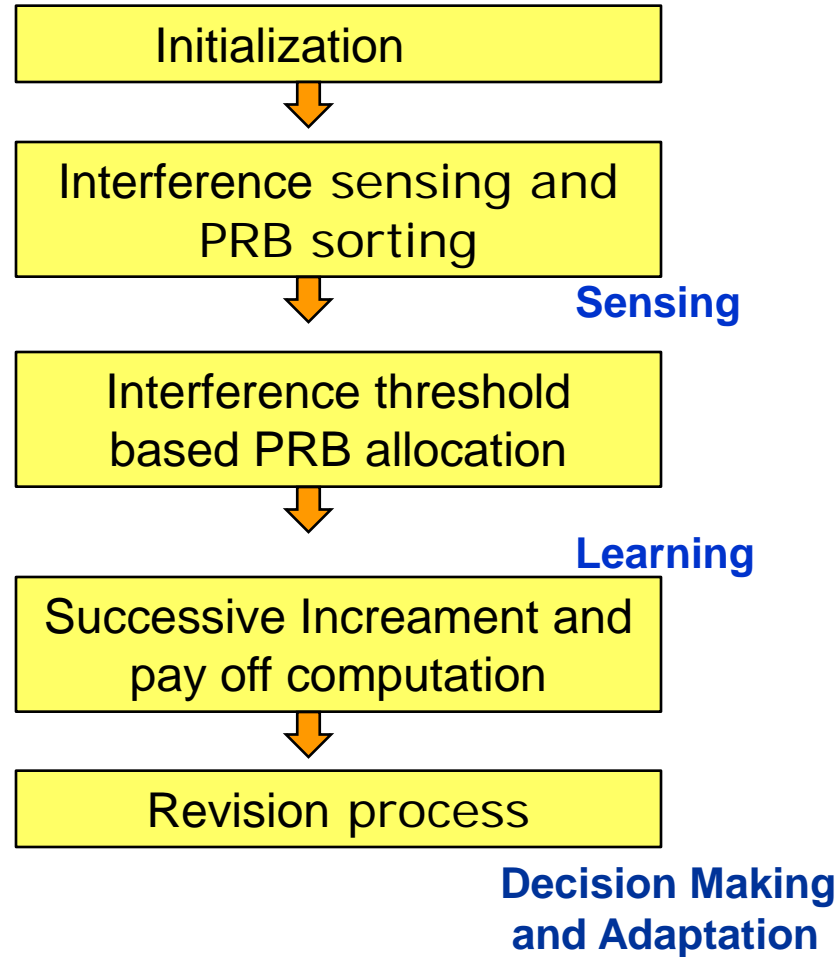 Initialization
Interference sensing and
PRB sorting
Sensing
Interference threshold
based PRB allocation
Learning
Successive Increament and
pay off computation
Revision process
Decision Making
and Adaptation